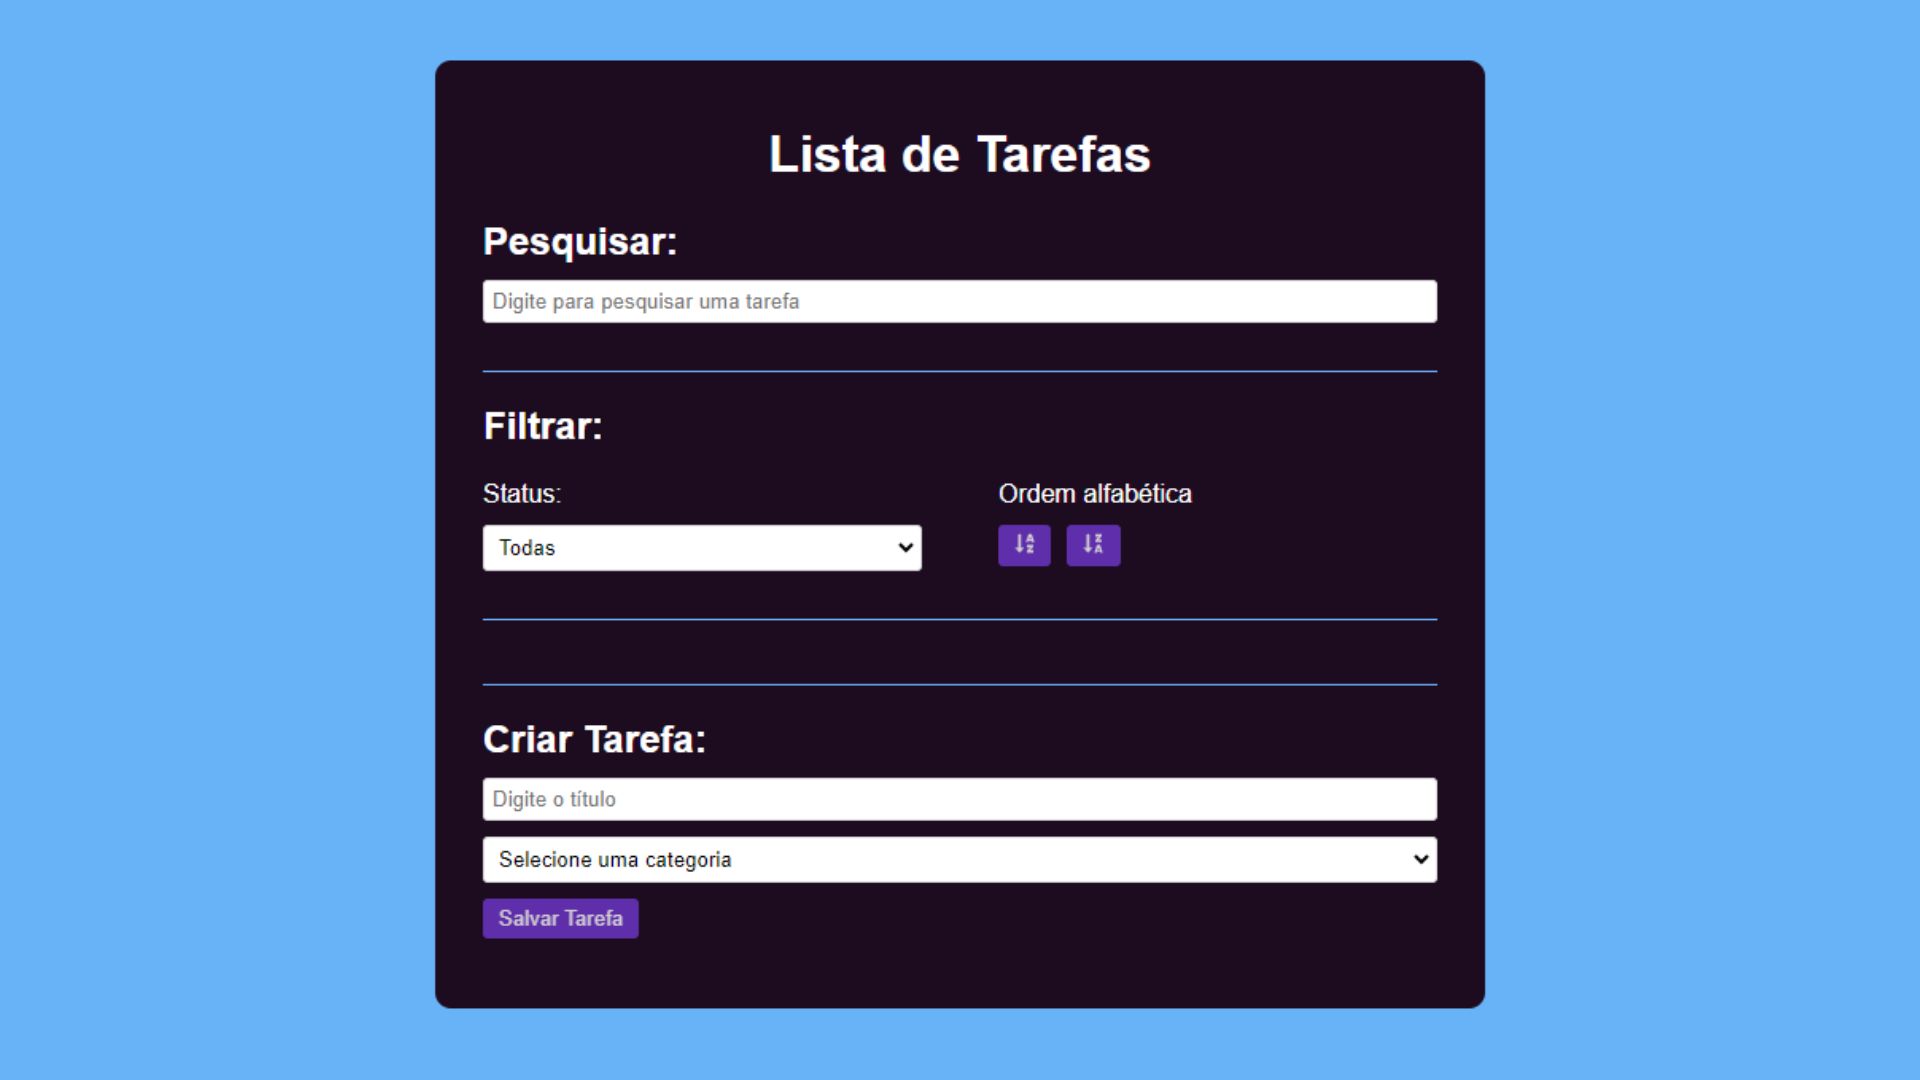 Lista de Tarefas
Pesquisar:
Digite para pesquisar uma tarefa
Filtrar:
Status:
Ordem alfabética
Todas
A
Z
Z
A
Criar Tarefa:
Digite o título
Selecione uma categoria
Salvar Tarefa